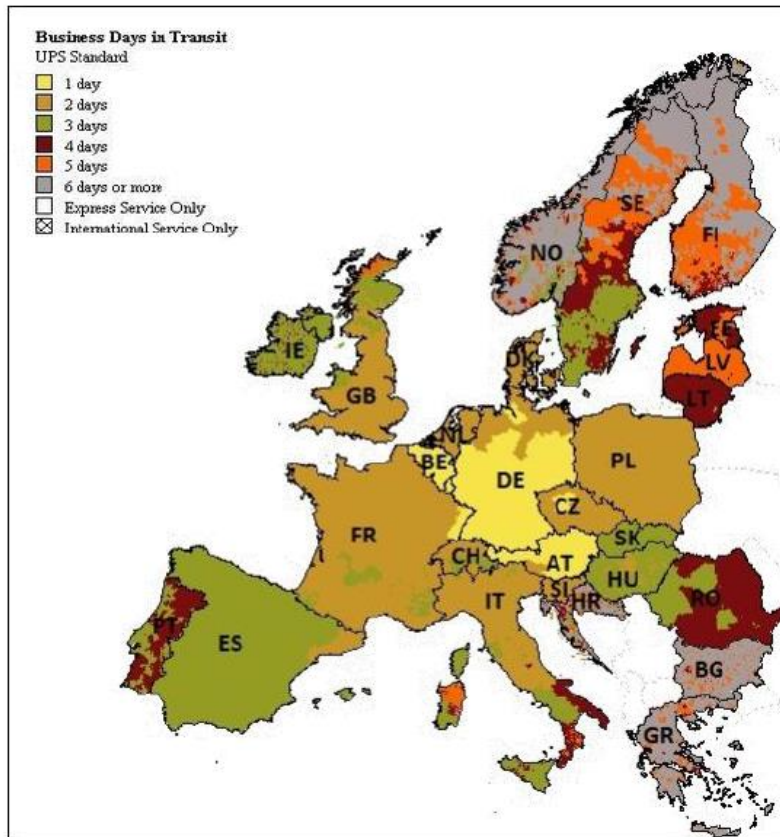 Business Days in Transit
UPS Standard
1 day
2 days
3 days
4 days
5 days
6 days or more
Express Service Only
International Service Only
SE
NO
FI
EE
IE
DK
LV
GB
LT
NL
BE
DE
PL
CZ
FR
SK
CH
AT
HU
SI
HR
RO
IT
PT
ES
BG
GR